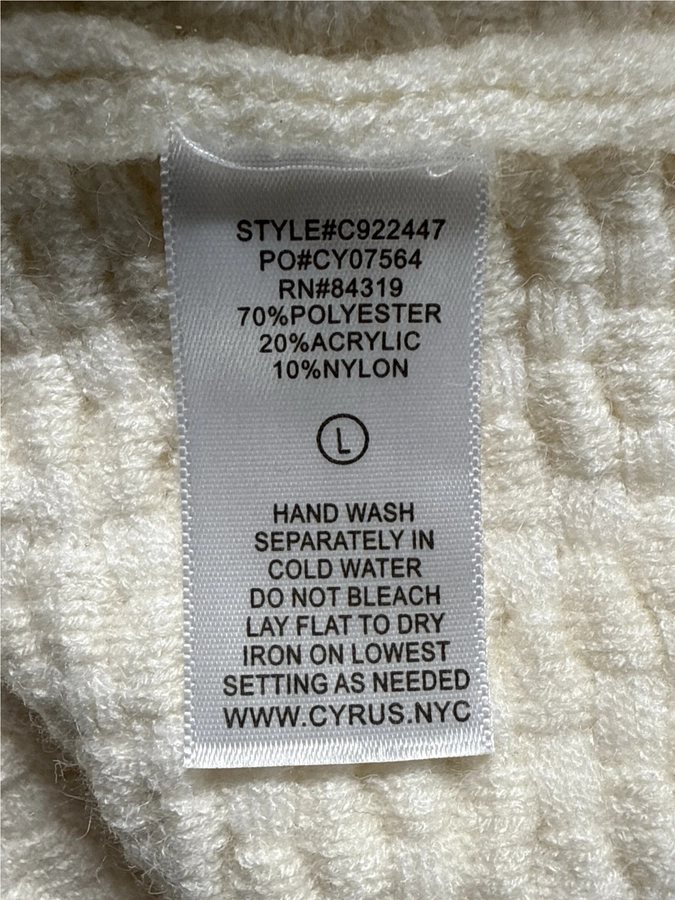 STYLE#C922447
PO#CY07564
RN#84319
70%POLYESTER
20%ACRYLIC
10%NYLON
L
HAND WASH
SEPARATELY IN
COLD WATER
DO NOT BLEACH
LAY FLAT TO DRY
IRON ON LOWEST
SETTING AS NEEDED
WWW.CYRUS.NYC